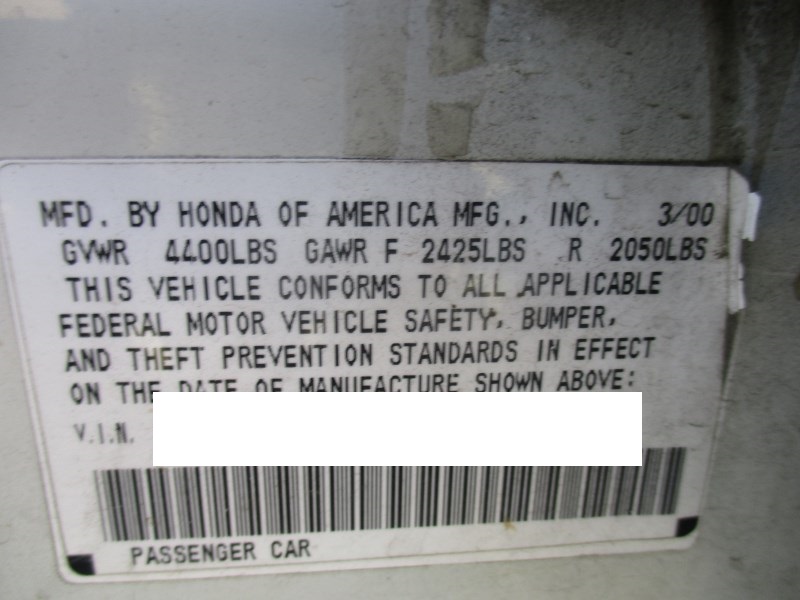 MFD. BY HONDA OF AMERICA MFG., INC. 3/00
GVWR 4400LBS GAWR F 2425LBS R 2050LBS
THIS VEHICLE CONFORMS TO ALL APPLICABLE
FEDERAL MOTOR VEHICLE SAFETY, BUMPER,
AND THEFT PREVENTION STANDARDS IN EFFECT
ON THE DATE OF MANUFACTURE SHOWN ABOVE:
V.I.N.
PASSENGER CAR